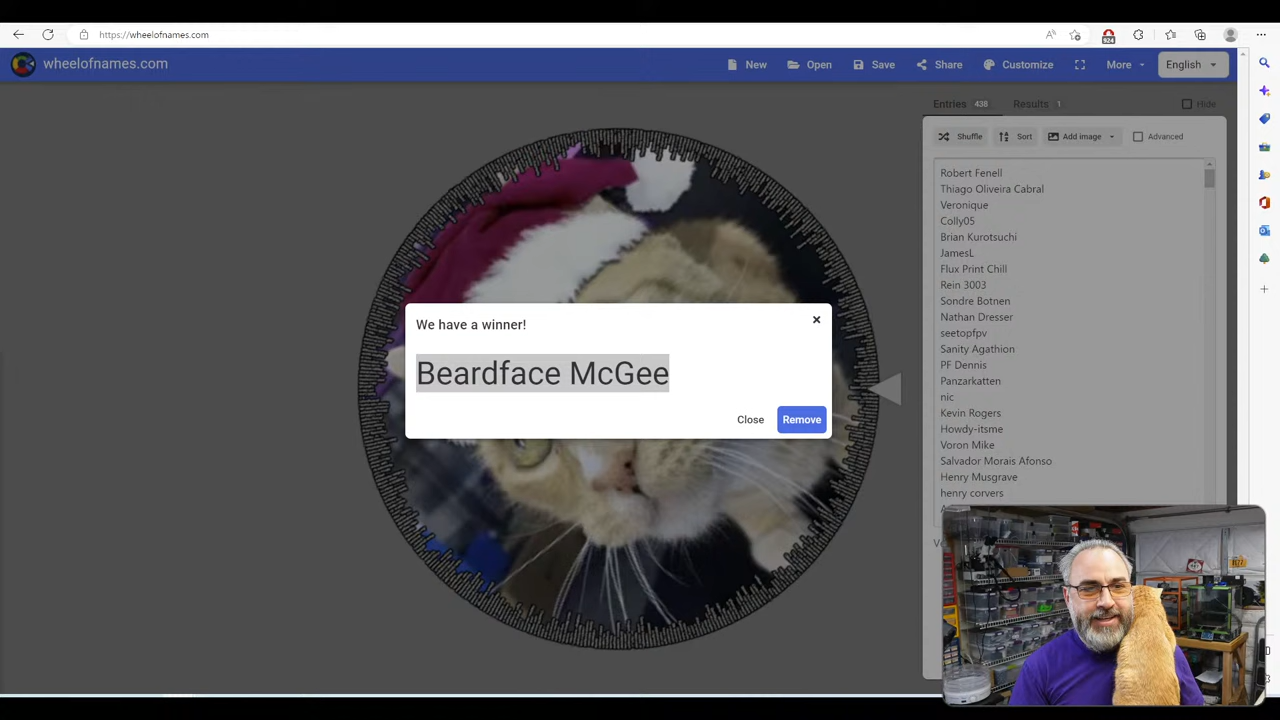 https://wheelofnames.com
924
wheelofnames.com
New
Open
Save
Share
Customize
More
English
Entries 438
Results 1
Hide
Shuffle
Sort
Add image
Advanced
Robert Fenell
Thiago Oliveira Cabral
Veronique
Colly05
Brian Kurotsuchi
JamesL
Flux Print Chill
Rein 3003
Sondre Botnen
Nathan Dresser
seetopfpv
Sanity Agathion
PF Dennis
Panzarkatten
nic
Kevin Rogers
Howdy-itsme
Voron Mike
Salvador Morais Afonso
Henry Musgrave
henry corvers
We have a winner!
Beardface McGee
Close
Remove